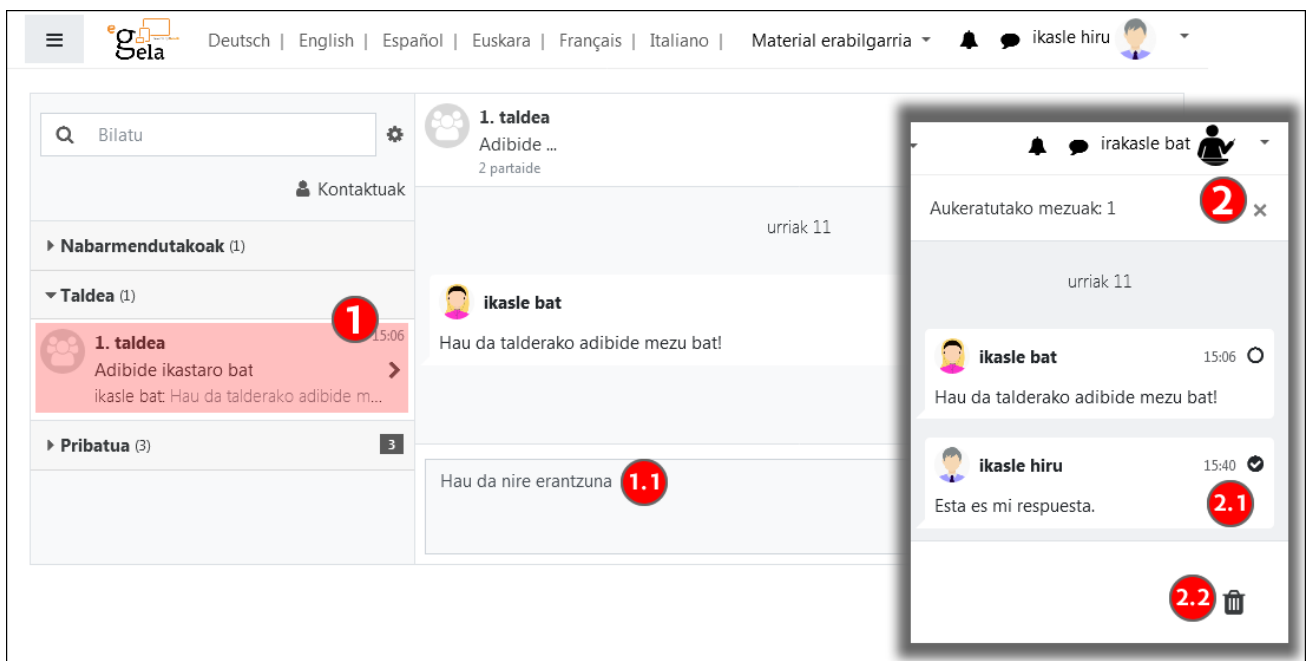 eGela Deutsch | English | Español | Euskara | Français | Italiano | Material erabilgarria ikasle hiru
Bilatu
Kontaktuak
Nabarmendutakoak (1)
Taldea (1)
1
1. taldea 15:06
Adibide ikastaro bat
ikasle bat: Hau da talderako adibide m...
Pribatua (3) 3
1. taldea
Adibide ...
2 partaide
urriak 11
ikasle bat
Hau da talderako adibide mezu bat!
Hau da nire erantzuna 1.1
irakasle bat
Aukeratutako mezuak: 1 2 ×
urriak 11
ikasle bat 15:06
Hau da talderako adibide mezu bat!
ikasle hiru 15:40
Esta es mi respuesta. 2.1
2.2